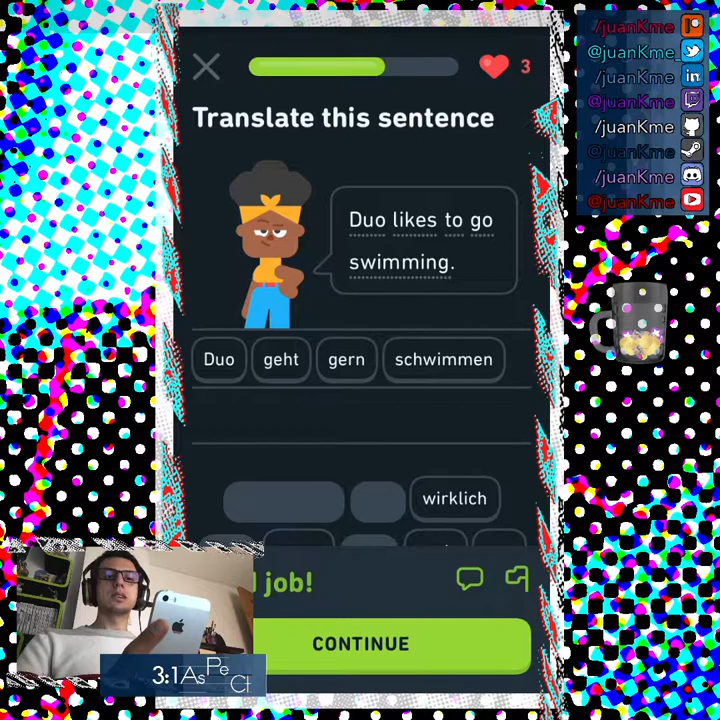 3
Translate this sentence
Duo likes to go
swimming.
Duo geht gern schwimmen
wirklich
job!
CONTINUE
/juanKme
@juanKme_
/juanKme
@juanKme
/juanKme
@juanKme
/juanKme
@juanKme
3:1AsPeCt